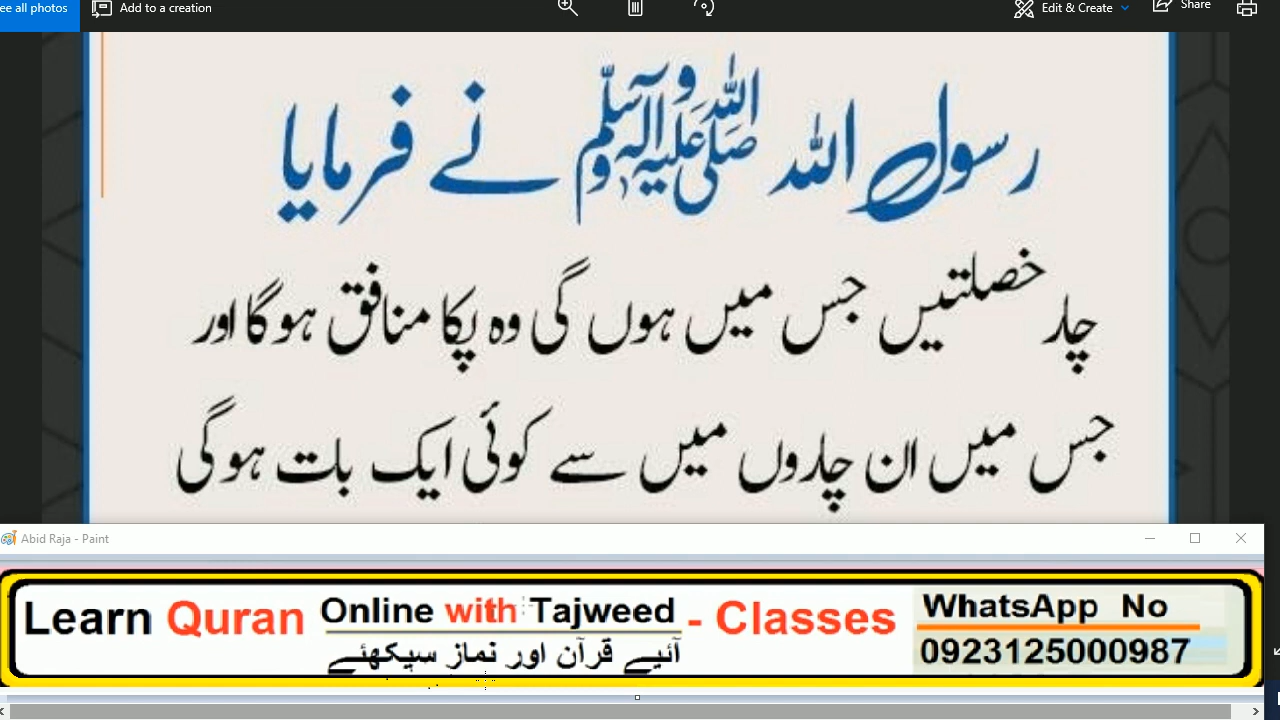 ee all photos
Add to a creation
Edit & Create
Share
رسول اللہ صلی اللہ علیہ وآلہ وسلم نے فرمایا
چار خصلتیں جس میں ہوں گی وہ پکا منافق ہوگا اور
جس میں ان چاروں میں سے کوئی ایک بات ہوگی
Abid Raja - Paint
Learn Quran Online with Tajweed - Classes
آئیے قرآن اور نماز سیکھئے
WhatsApp No
0923125000987